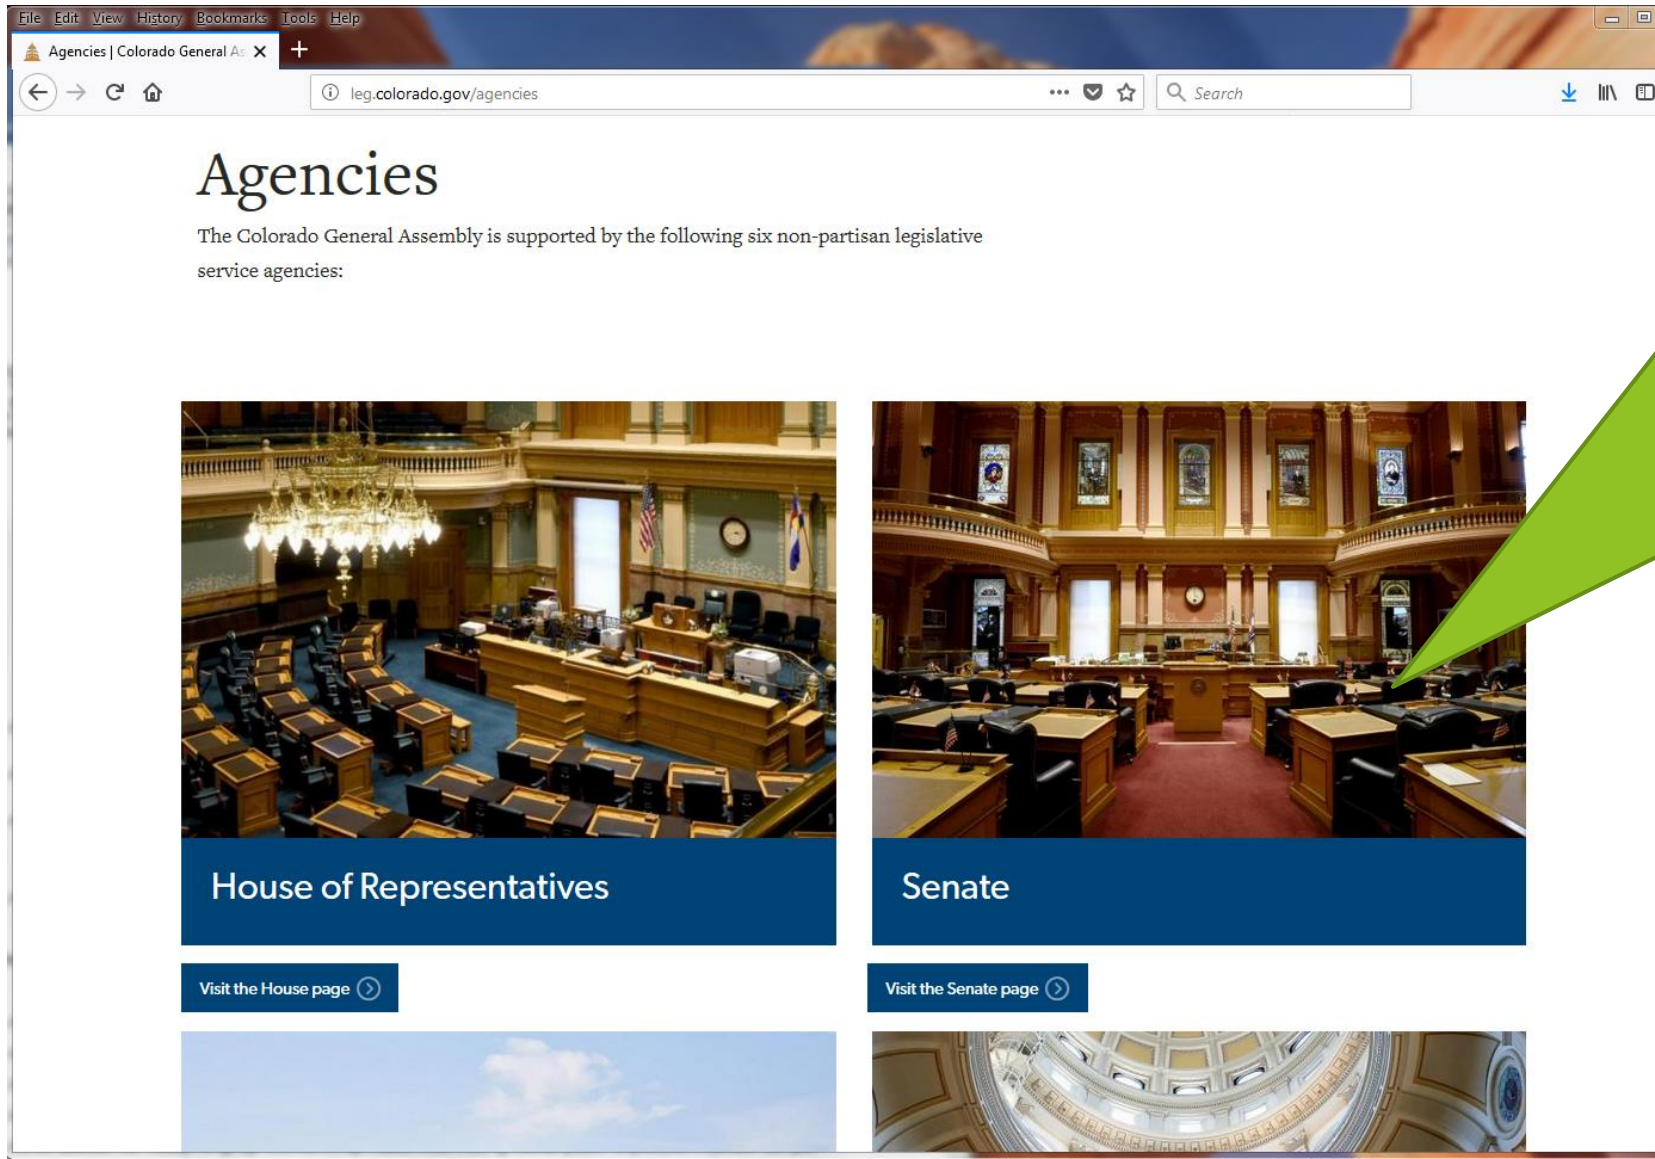 File Edit View History Bookmarks Tools Help
Agencies | Colorado General As
leg.colorado.gov/agencies
Search
Agencies
The Colorado General Assembly is supported by the following six non-partisan legislative
service agencies:
House of Representatives
Senate
Visit the House page
Visit the Senate page